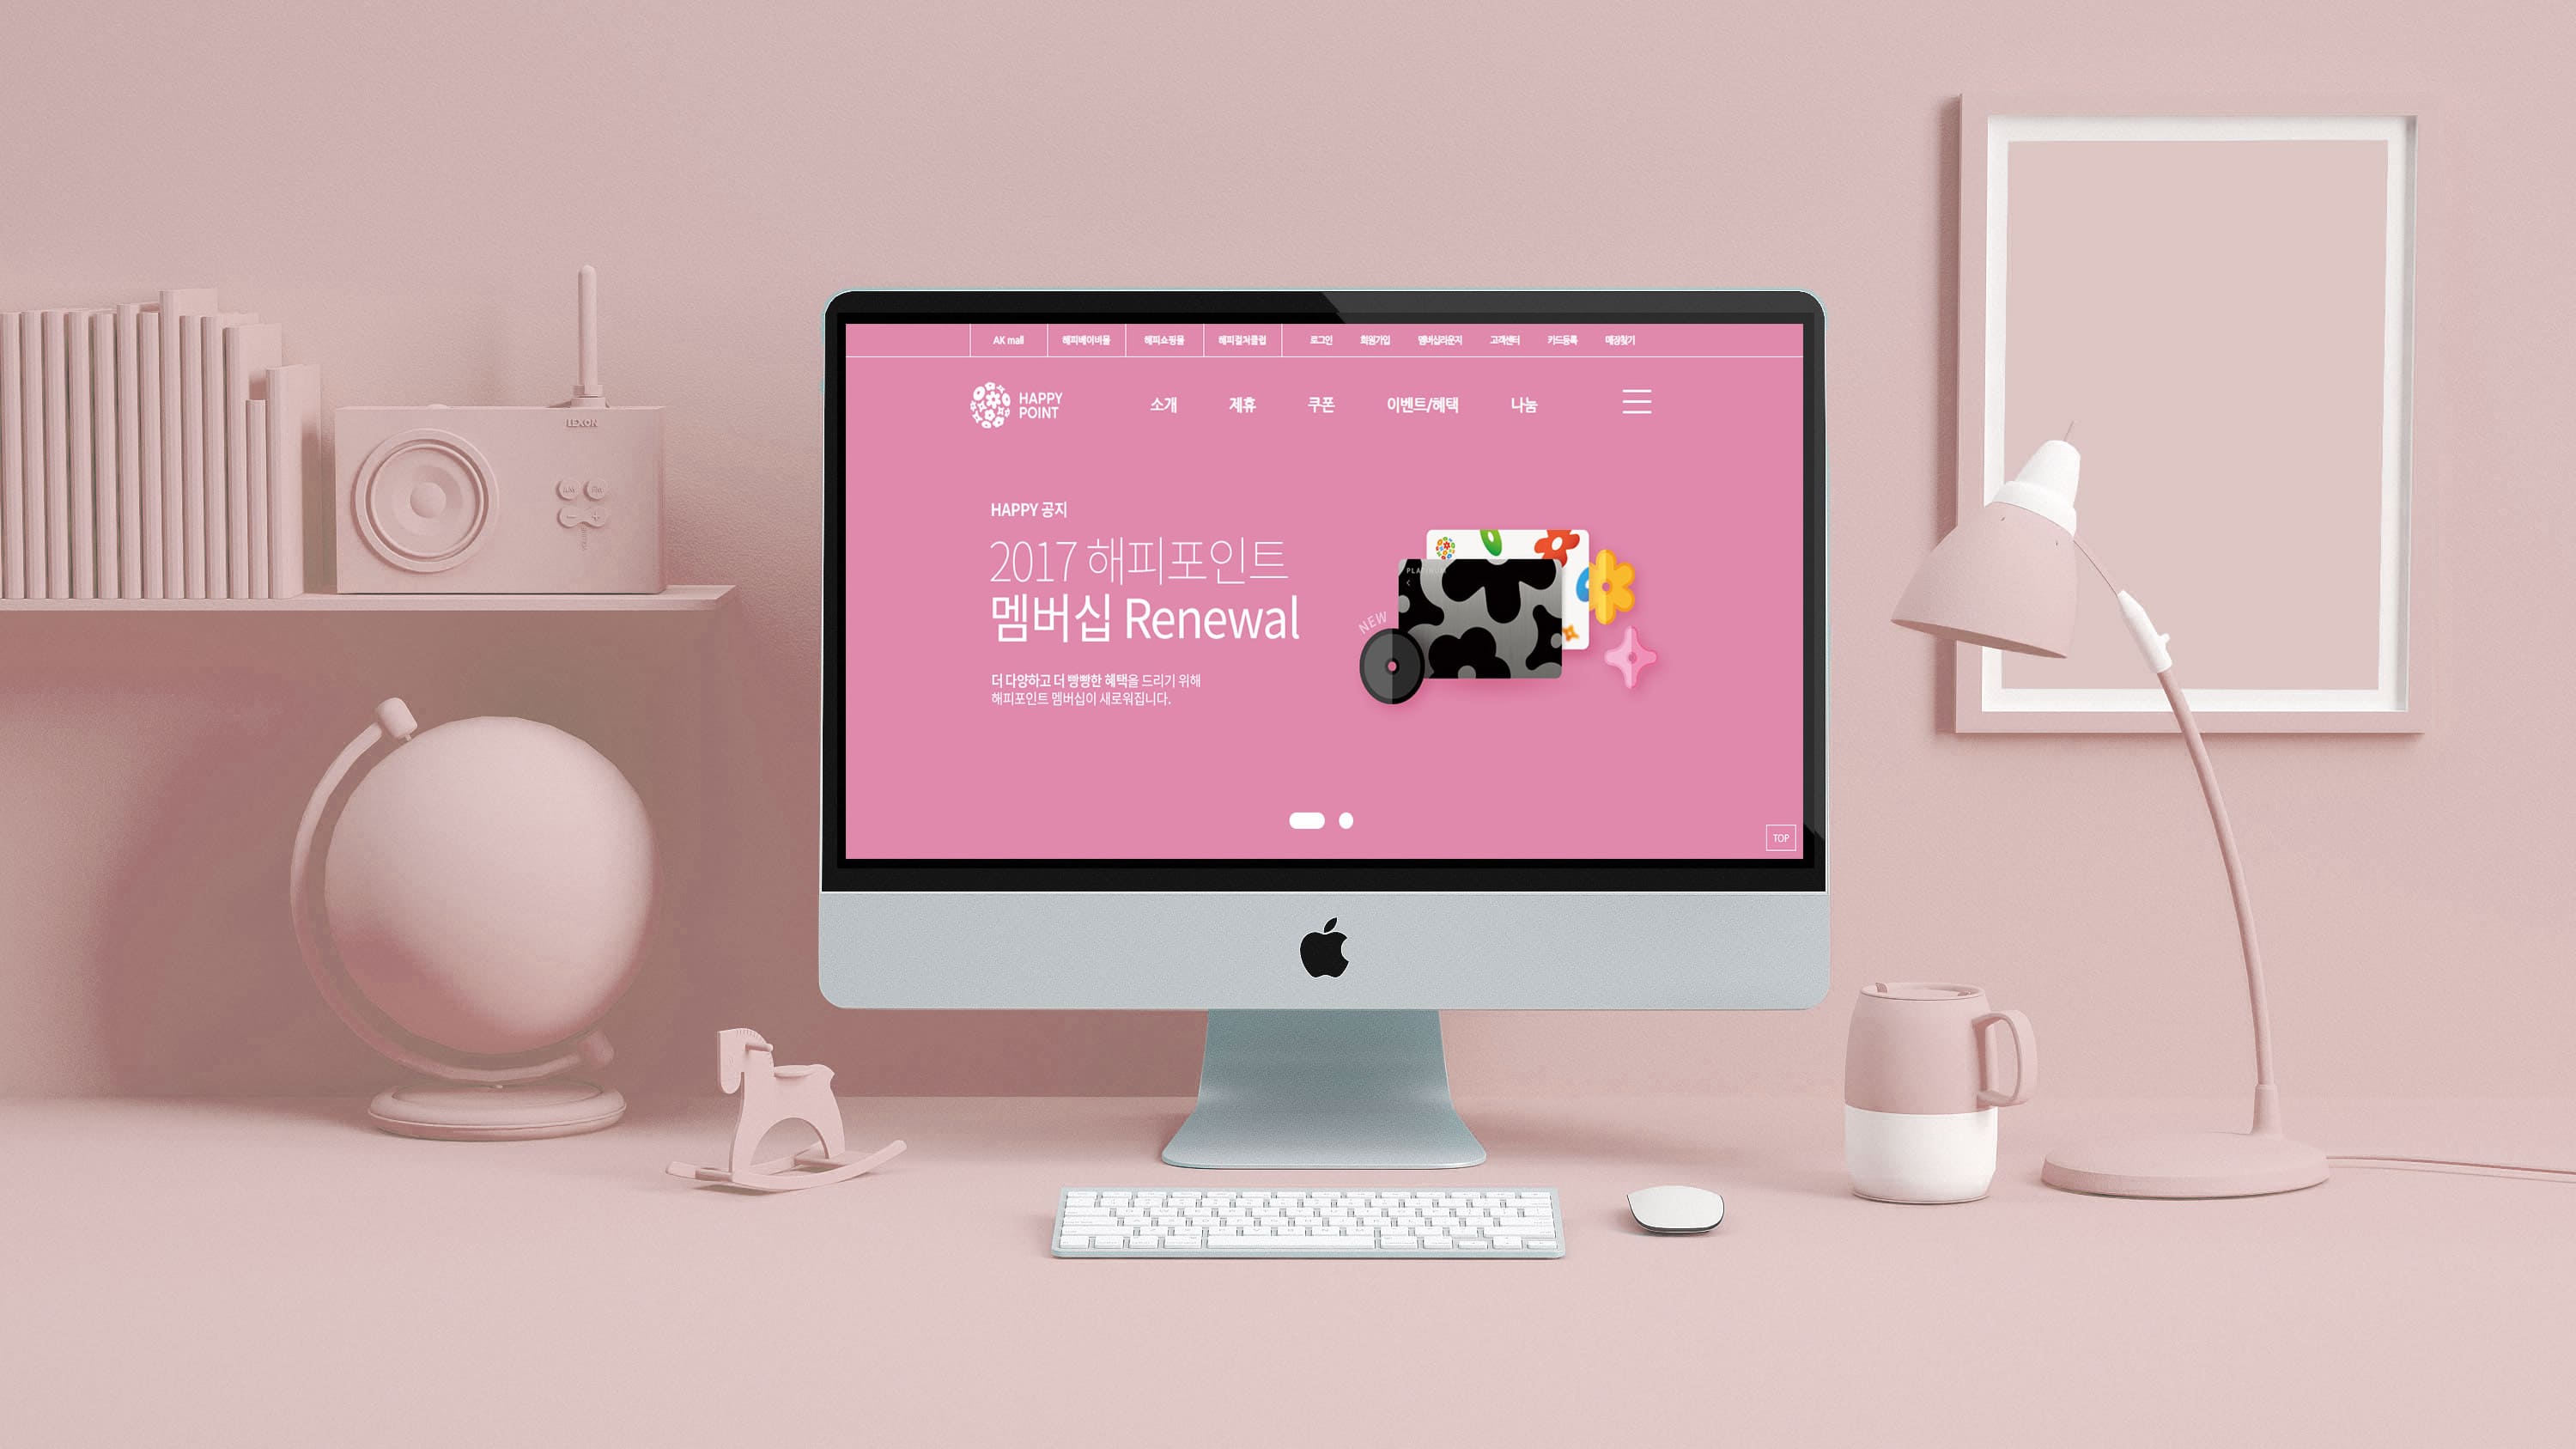 AK mall 해피베이비몰 해피쇼핑몰 해피컬처클럽 로그인 회원가입 멤버십라운지 고객센터 카드등록 매장찾기
HAPPY
POINT
소개 제휴 쿠폰 이벤트/혜택 나눔
HAPPY 공지
2017 해피포인트
멤버십 Renewal
더 다양하고 더 빵빵한 혜택을 드리기 위해
해피포인트 멤버십이 새로워집니다.
NEW
TOP
LEXON